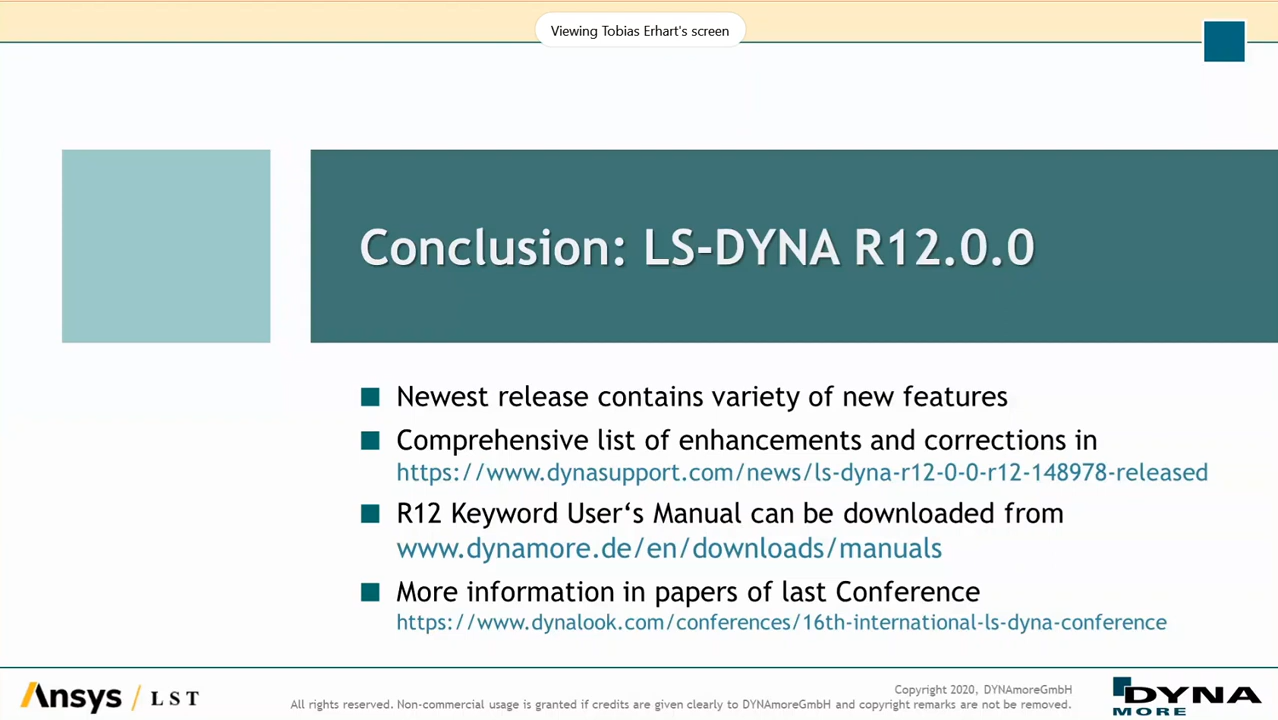 Viewing Tobias Erhart's screen
Conclusion: LS-DYNA R12.0.0
Newest release contains variety of new features
Comprehensive list of enhancements and corrections in
https://www.dynasupport.com/news/ls-dyna-r12-0-0-r12-148978-released
R12 Keyword User‘s Manual can be downloaded from
www.dynamore.de/en/downloads/manuals
More information in papers of last Conference
https://www.dynalook.com/conferences/16th-international-ls-dyna-conference
Ansys / LST
Copyright 2020, DYNAmoreGmbH
All rights reserved. Non-commercial usage is granted if credits are given clearly to DYNAmoreGmbH and copyright remarks are not be removed.
DYNA
MORE